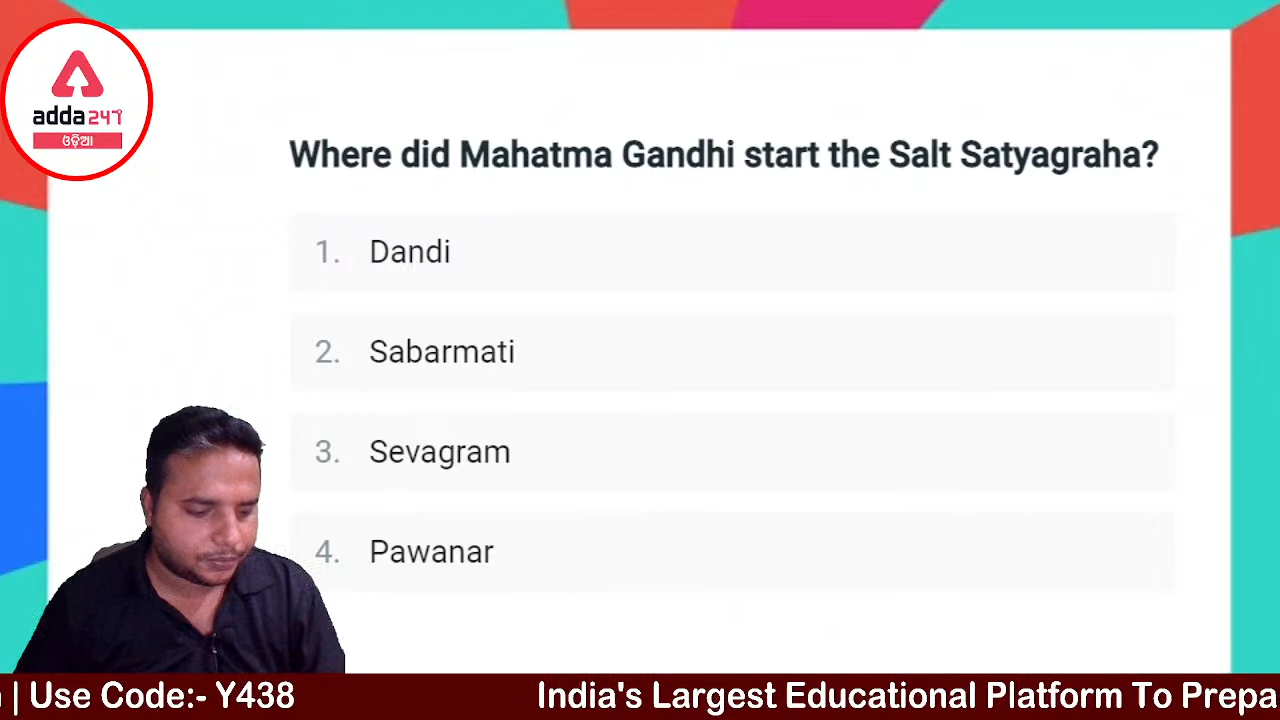 adda247
ଓଡ଼ିଆ
Where did Mahatma Gandhi start the Salt Satyagraha?
1. Dandi
2. Sabarmati
3. Sevagram
4. Pawanar
| Use Code:- Y438 India's Largest Educational Platform To Prepa